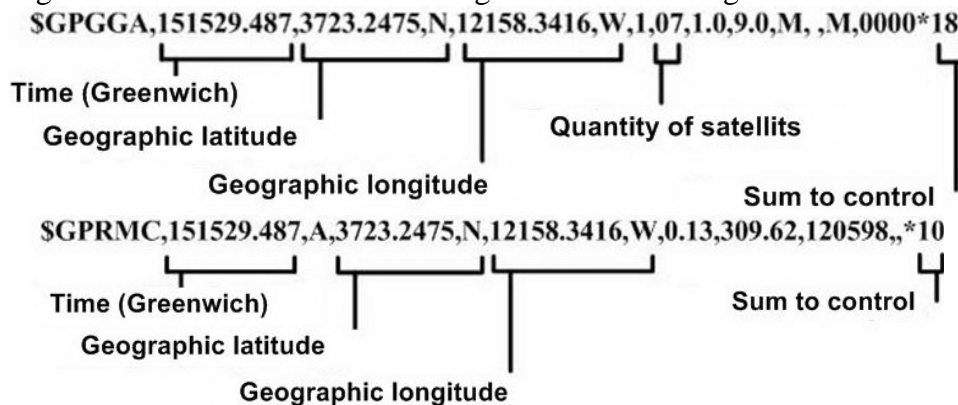 $GPGGA,151529.487,3723.2475,N,12158.3416,W,1,07,1.0,9.0,M, ,M,0000*18
Time (Greenwich)
Geographic latitude
Quantity of satellits
Geographic longitude
Sum to control
$GPRMC,151529.487,A,3723.2475,N,12158.3416,W,0.13,309.62,120598,,*10
Time (Greenwich)
Sum to control
Geographic latitude
Geographic longitude